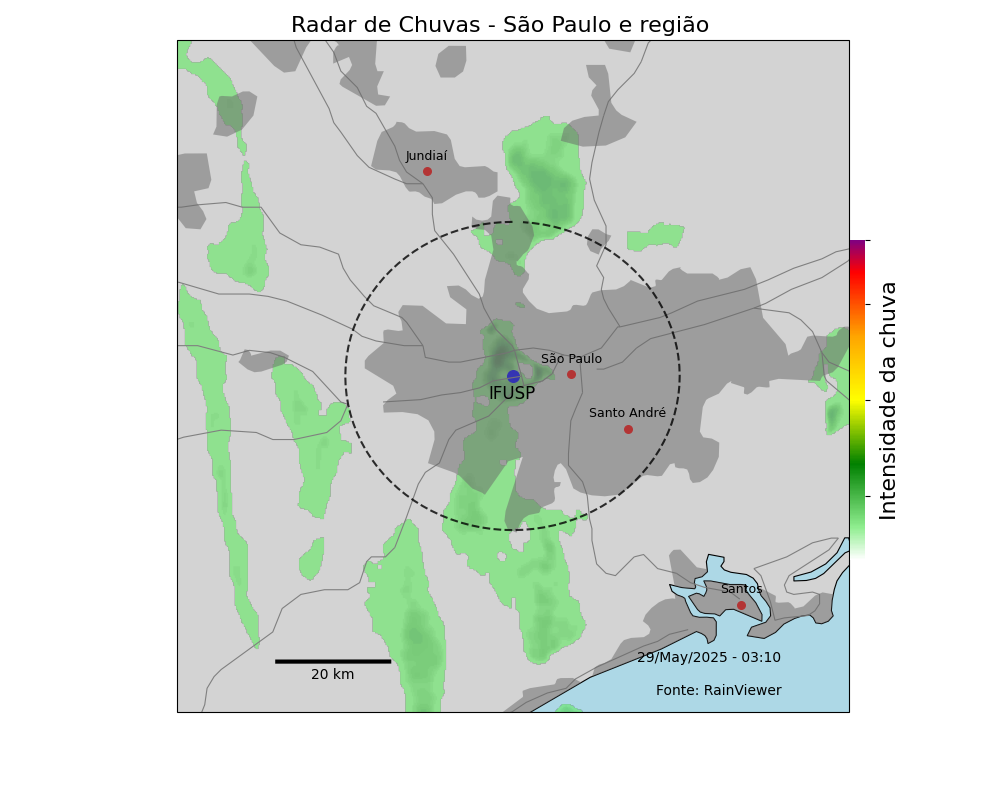 Radar de Chuvas - São Paulo e região
Jundiaí
São Paulo
IFUSP
Santo André
Intensidade da chuva
Santos
29/May/2025 - 03:10
20 km
Fonte: RainViewer